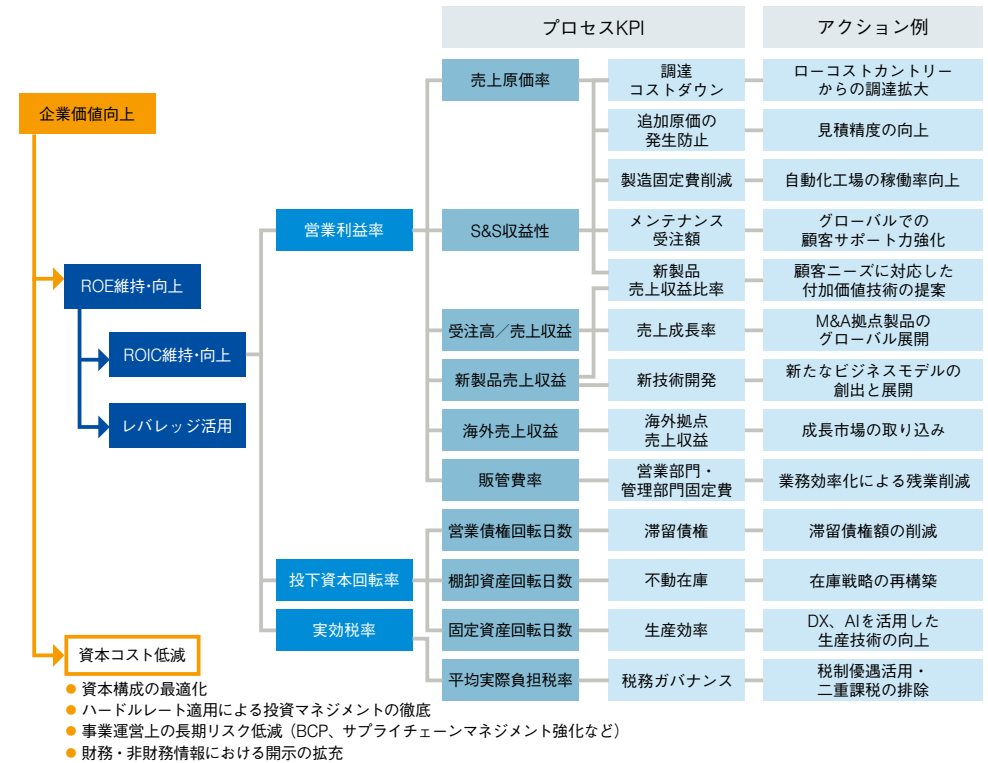 プロセスKPI
アクション例
企業価値向上
ROE維持・向上
ROIC維持・向上
レバレッジ活用
営業利益率
売上原価率
調達
コストダウン
ローコストカントリー
からの調達拡大
追加原価の
発生防止
見積精度の向上
製造固定費削減
自動化工場の稼働率向上
S&S収益性
メンテナンス
受注額
グローバルでの
顧客サポート力強化
新製品
売上収益比率
顧客ニーズに対応した
付加価値技術の提案
受注高／売上収益
売上成長率
M&A拠点製品の
グローバル展開
新製品売上収益
新技術開発
新たなビジネスモデルの
創出と展開
海外売上収益
海外拠点
売上収益
成長市場の取り込み
販管費率
営業部門・
管理部門固定費
業務効率化による残業削減
投下資本回転率
営業債権回転日数
滞留債権
滞留債権額の削減
棚卸資産回転日数
不動在庫
在庫戦略の再構築
固定資産回転日数
生産効率
DX、AIを活用した
生産技術の向上
実効税率
平均実際負担税率
税務ガバナンス
税制優遇活用・
二重課税の排除
資本コスト低減
● 資本構成の最適化
● ハードルレート適用による投資マネジメントの徹底
● 事業運営上の長期リスク低減（BCP、サプライチェーンマネジメント強化など）
● 財務・非財務情報における開示の拡充